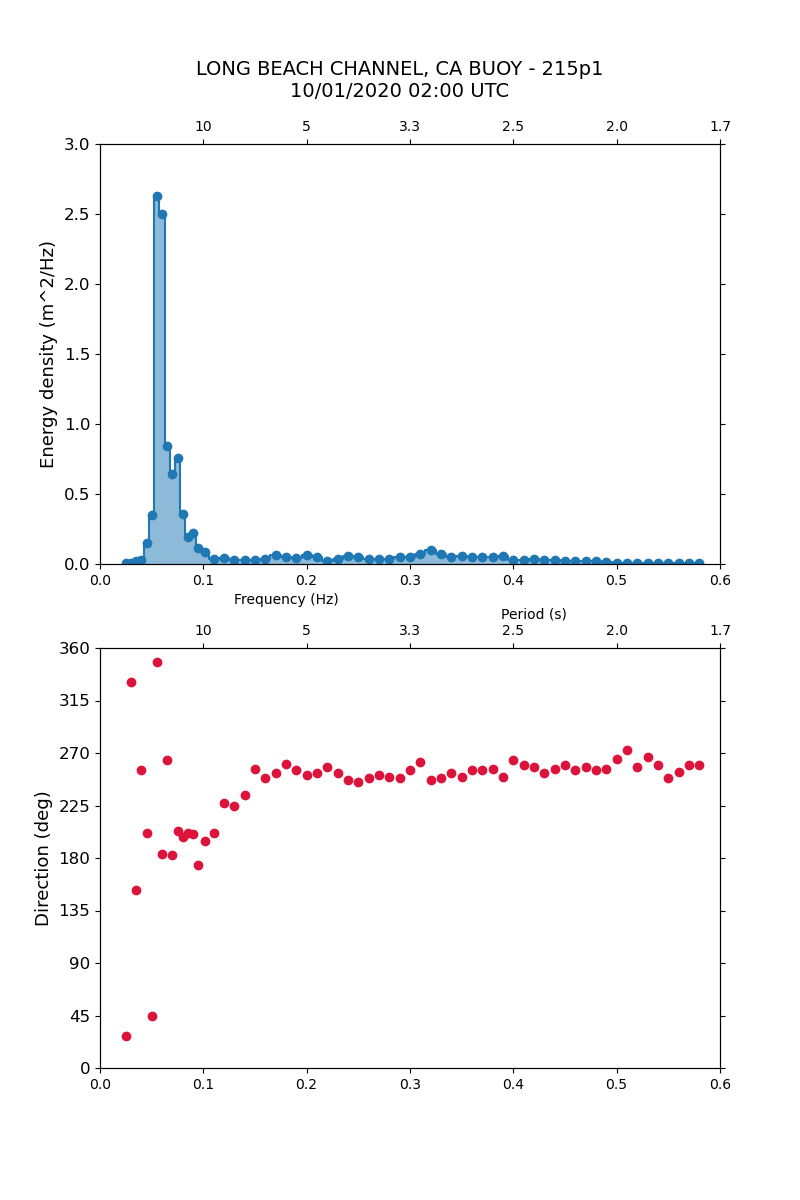 LONG BEACH CHANNEL, CA BUOY - 215p1
10/01/2020 02:00 UTC
10 5 3.3 2.5 2.0 1.7
3.0
2.5
2.0
1.5
1.0
0.5
0.0
Energy density (m^2/Hz)
0.0 0.1 0.2 0.3 0.4 0.5 0.6
Frequency (Hz)
Period (s)
10 5 3.3 2.5 2.0 1.7
360
315
270
225
180
135
90
45
0
Direction (deg)
0.0 0.1 0.2 0.3 0.4 0.5 0.6